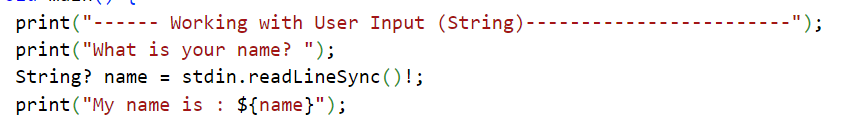 main() {
print("------ Working with User Input (String)------------------------");
print("What is your name? ");
String? name = stdin.readLineSync()!;
print("My name is : ${name}");